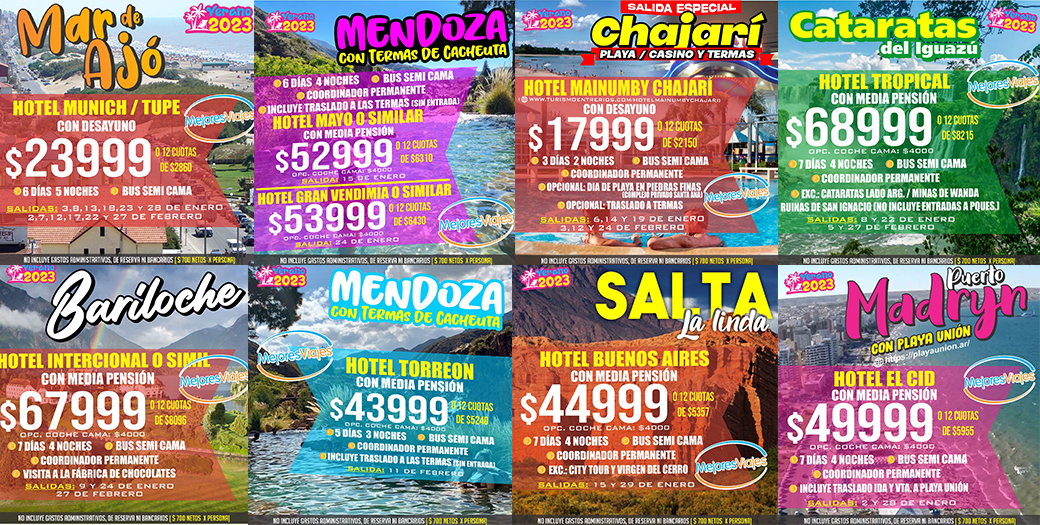 Mar de
Ajó
Verano
2023
HOTEL MUNICH / TUPE
MejoresViajes
CON DESAYUNO
$23999 O 12 CUOTAS
DE $2860
6 DÍAS 5 NOCHES BUS SEMI CAMA
SALIDAS: 3,8,13,18,23 Y 28 DE ENERO
2,7,12,17,22 Y 27 DE FEBRERO
NO INCLUYE GASTOS ADMINISTRATIVOS, DE RESERVA NI BANCARIOS ( $ 700 NETOS X PERSONA)
MENDOZA
CON TERMAS DE CACHEUTA
Verano
2023
6 DÍAS 4 NOCHES BUS SEMI CAMA
COORDINADOR PERMANENTE
INCLUYE TRASLADO A LAS TERMAS (SIN ENTRADA)
HOTEL MAYO O SIMILAR
CON MEDIA PENSIÓN
$52999 O 12 CUOTAS
DE $6310
OPC. COCHE CAMA: $4000
SALIDA: 15 DE ENERO
HOTEL GRAN VENDIMIA O SIMILAR
$53999 O 12 CUOTAS
DE $6430
OPC. COCHE CAMA: $4000
SALIDA: 24 DE ENERO
MejoresViajes
NO INCLUYE GASTOS ADMINISTRATIVOS, DE RESERVA NI BANCARIOS ( $ 700 NETOS X PERSONA)
Verano
2023
SALIDA ESPECIAL
Chajarí
PLAYA / CASINO Y TERMAS
HOTEL MAINUMBY CHAJARI
(WWW.TURISMOENTRERIOS.COM/HOTELMAINUMBYCHAJARI)
CON DESAYUNO
$17999 O 12 CUOTAS
DE $2150
3 DÍAS 2 NOCHES BUS SEMI CAMA
COORDINADOR PERMANENTE
OPCIONAL: DIA DE PLAYA EN PIEDRAS FINAS
(COMPLEJO PERDIDO SANTA ANA)
OPCIONAL: TRASLADO A TERMAS
MejoresViajes
SALIDAS: 6,14 Y 19 DE ENERO
3,12 Y 24 DE FEBRERO
NO INCLUYE GASTOS ADMINISTRATIVOS, DE RESERVA NI BANCARIOS ( $ 700 NETOS X PERSONA)
Cataratas
del Iguazú
Verano
2023
HOTEL TROPICAL
CON MEDIA PENSIÓN
MejoresViajes
$68999 O 12 CUOTAS
DE $8215
OPC. COCHE CAMA: $4000
7 DÍAS 4 NOCHES BUS SEMI CAMA
COORDINADOR PERMANENTE
EXC.: CATARATAS LADO ARG. / MINAS DE WANDA
RUINAS DE SAN IGNACIO (NO INCLUYE ENTRADAS A PQUES.)
SALIDAS: 8 Y 22 DE ENERO
5 Y 27 DE FEBRERO
NO INCLUYE GASTOS ADMINISTRATIVOS, DE RESERVA NI BANCARIOS ( $ 700 NETOS X PERSONA)
Verano
2023
Bariloche
HOTEL INTERCIONAL O SIMIL
CON MEDIA PENSIÓN
MejoresViajes
$67999 O 12 CUOTAS
DE $8096
OPC. COCHE CAMA: $4000
7 DÍAS 4 NOCHES BUS SEMI CAMA
COORDINADOR PERMANENTE
VISITA A LA FÁBRICA DE CHOCOLATES
SALIDAS: 9 Y 24 DE ENERO
27 DE FEBRERO
NO INCLUYE GASTOS ADMINISTRATIVOS, DE RESERVA NI BANCARIOS ( $ 700 NETOS X PERSONA)
Verano
2023
MENDOZA
CON TERMAS DE CACHEUTA
MejoresViajes
HOTEL TORREON
CON MEDIA PENSIÓN
$43999 O 12 CUOTAS
DE $5240
OPC. COCHE CAMA: $4000
5 DÍAS 3 NOCHES BUS SEMI CAMA
COORDINADOR PERMANENTE
INCLUYE TRASLADO A LAS TERMAS (SIN ENTRADA)
SALIDA: 11 DE FEBRERO
NO INCLUYE GASTOS ADMINISTRATIVOS, DE RESERVA NI BANCARIOS ( $ 700 NETOS X PERSONA)
Verano
2023
SALTA
La linda
HOTEL BUENOS AIRES
CON MEDIA PENSIÓN
$44999 O 12 CUOTAS
DE $5357
OPC. COCHE CAMA: $4000
7 DÍAS 4 NOCHES BUS SEMI CAMA
COORDINADOR PERMANENTE
EXC.: CITY TOUR Y VIRGEN DEL CERRO
MejoresViajes
SALIDAS: 15 Y 29 DE ENERO
NO INCLUYE GASTOS ADMINISTRATIVOS, DE RESERVA NI BANCARIOS ( $ 700 NETOS X PERSONA)
Verano
2023
Puerto
Madryn
CON PLAYA UNIÓN
https://playaunion.ar/
HOTEL EL CID
CON MEDIA PENSIÓN
MejoresViajes
$49999 O 12 CUOTAS
DE $5955
OPC. COCHE CAMA: $4000
7 DÍAS 4 NOCHES BUS SEMI CAMA
COORDINADOR PERMANENTE
INCLUYE TRASLADO IDA Y VTA. A PLAYA UNIÓN
SALIDAS: 2 Y 28 DE ENERO
NO INCLUYE GASTOS ADMINISTRATIVOS, DE RESERVA NI BANCARIOS ( $ 700 NETOS X PERSONA)